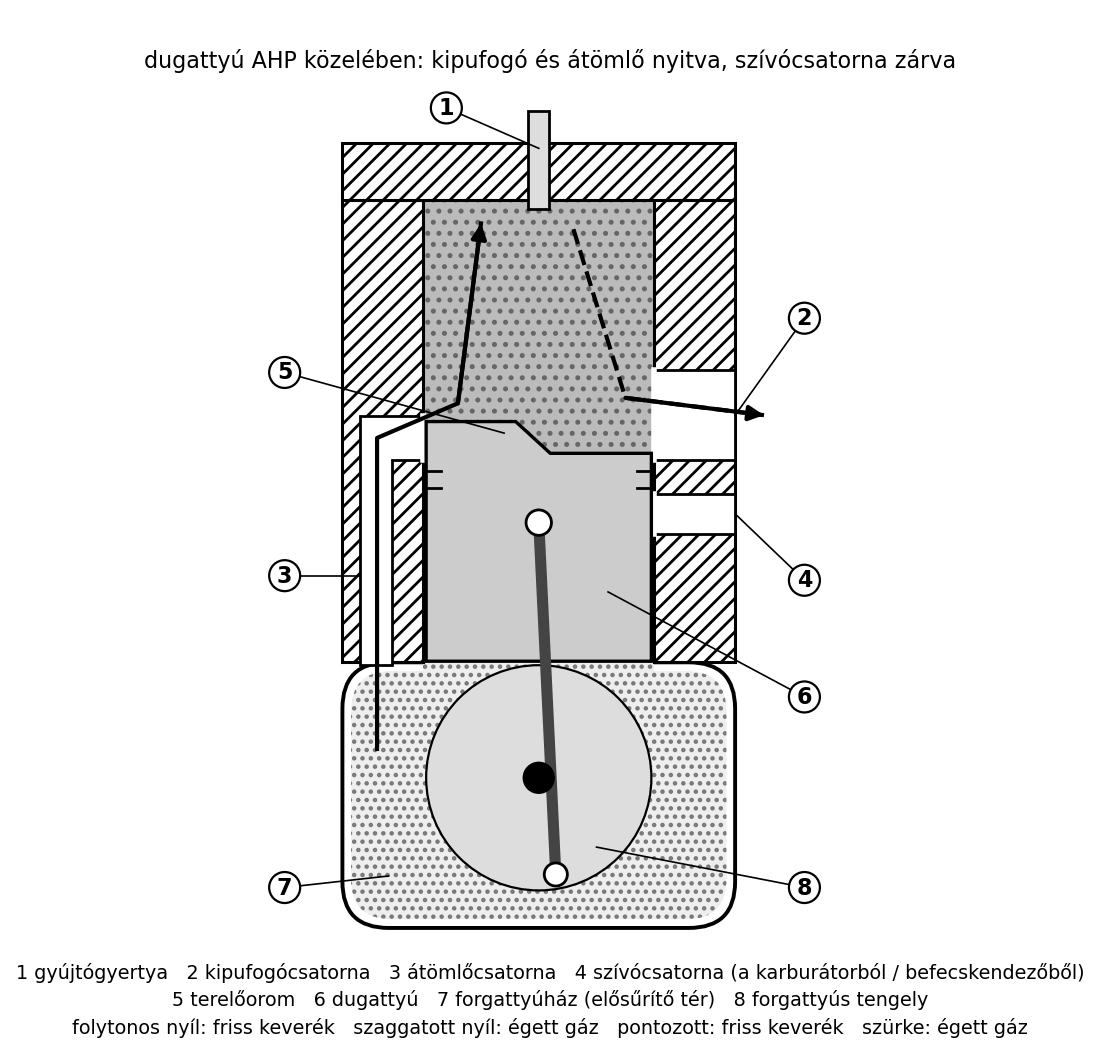 dugattyú AHP közelében: kipufogó és átömlő nyitva, szívócsatorna zárva
1
2
5
3
4
6
7
8
1 gyújtógyertya 2 kipufogócsatorna 3 átömlőcsatorna 4 szívócsatorna (a karburátorból / befecskendezőből)
5 terelőorom 6 dugattyú 7 forgattyúház (elősűrítő tér) 8 forgattyús tengely
folytonos nyíl: friss keverék szaggatott nyíl: égett gáz pontozott: friss keverék szürke: égett gáz